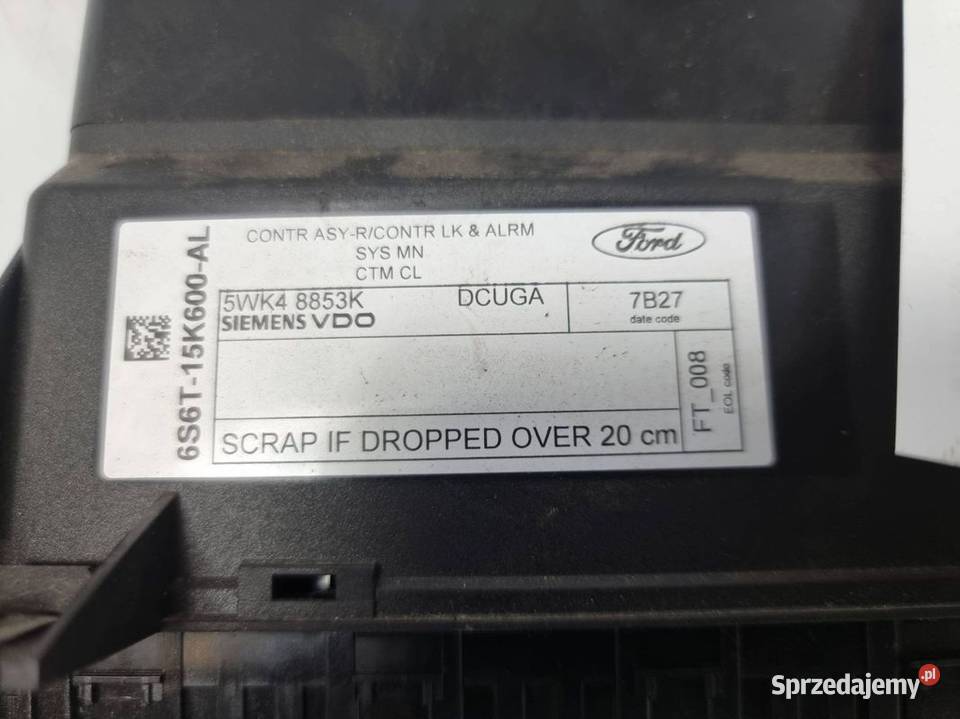 CONTR ASY-R/CONTR LK & ALRM
SYS MN
CTM CL
Ford
6S6T-15K600-AL
5WK4 8853K
DCUGA
SIEMENS VDO
7B27
date code
FT_008
EOL code
SCRAP IF DROPPED OVER 20 cm
Sprzedajemy.pl